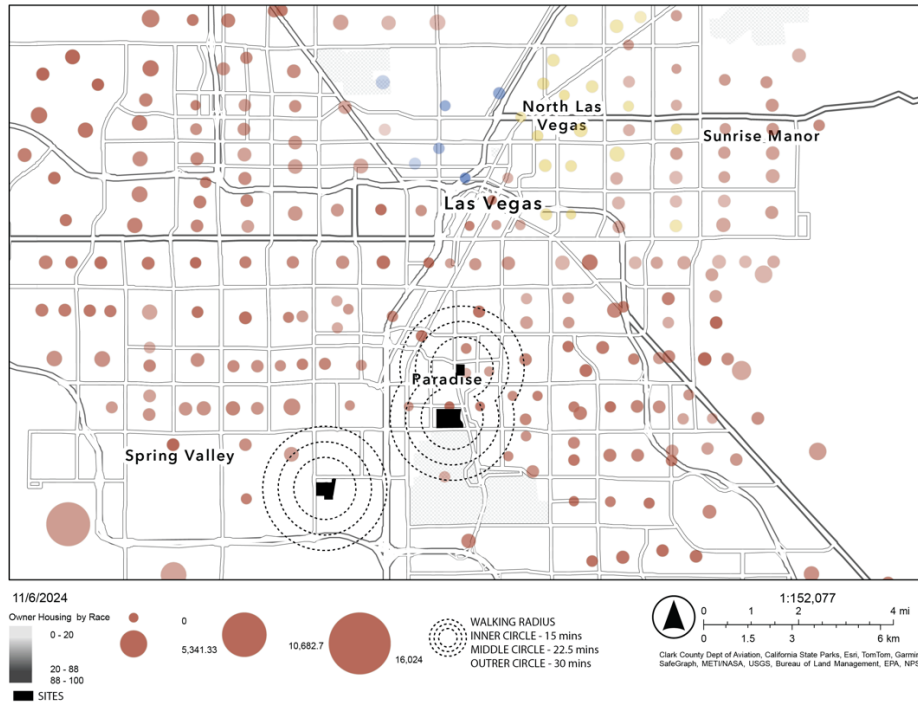 North Las
Vegas
Sunrise Manor
Las Vegas
Paradise
Spring Valley
11/6/2024
Owner Housing by Race
0 - 20
20 - 88
88 - 100
SITES
0
5,341.33
10,682.7
16,024
WALKING RADIUS
INNER CIRCLE - 15 mins
MIDDLE CIRCLE - 22.5 mins
OUTRER CIRCLE - 30 mins
1:152,077
0 1 2 4 mi
0 1.5 3 6 km
Clark County Dept of Aviation, California State Parks, Esri, TomTom, Garmin
SafeGraph, METI/NASA, USGS, Bureau of Land Management, EPA, NPS